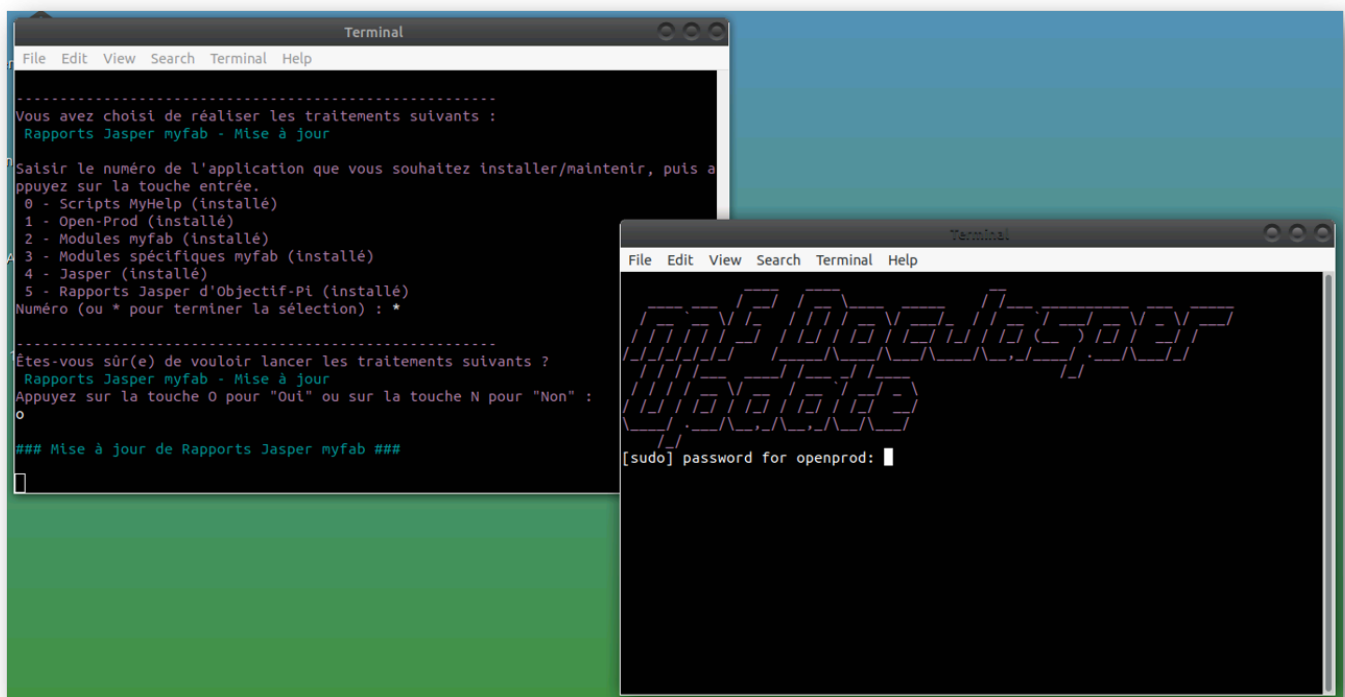 Terminal
File Edit View Search Terminal Help
-------------------------------------------------------
Vous avez choisi de réaliser les traitements suivants :
Rapports Jasper myfab - Mise à jour
Saisir le numéro de l'application que vous souhaitez installer/maintenir, puis a
ppuyez sur la touche entrée.
0 - Scripts MyHelp (installé)
1 - Open-Prod (installé)
2 - Modules myfab (installé)
3 - Modules spécifiques myfab (installé)
4 - Jasper (installé)
5 - Rapports Jasper d'Objectif-Pi (installé)
Numéro (ou * pour terminer la sélection) : *
-------------------------------------------------------
Êtes-vous sûr(e) de vouloir lancer les traitements suivants ?
Rapports Jasper myfab - Mise à jour
Appuyez sur la touche O pour "Oui" ou sur la touche N pour "Non" :
o
### Mise à jour de Rapports Jasper myfab ###
Terminal
File Edit View Search Terminal Help
mF DocJasper
Update
[sudo] password for openprod: